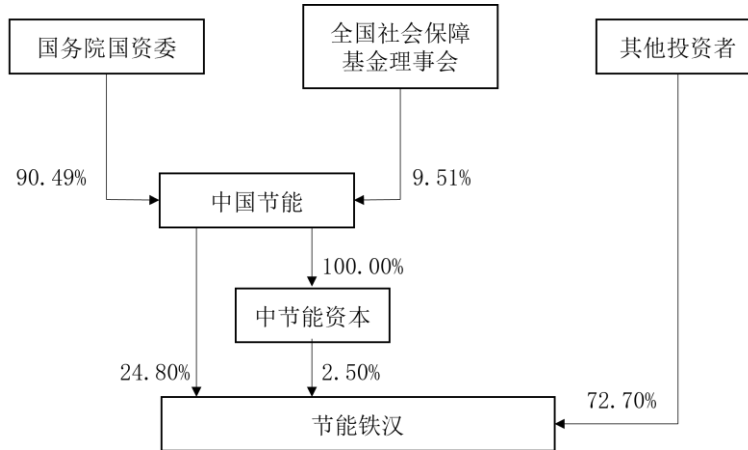 国务院国资委
全国社会保障
基金理事会
其他投资者
90.49%
9.51%
中国节能
100.00%
中节能资本
24.80%
2.50%
72.70%
节能铁汉